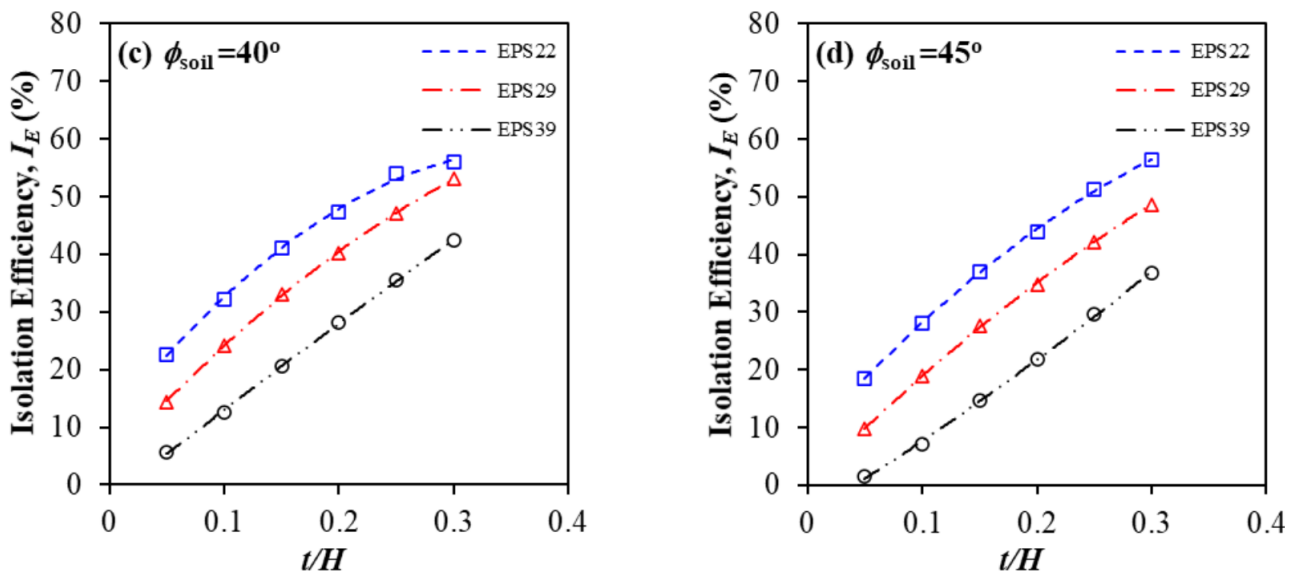 (c) ϕsoil=40º
EPS22
EPS29
EPS39
Isolation Efficiency, IE (%)
80
70
60
50
40
30
20
10
0
0
0.1
0.2
0.3
0.4
t/H
(d) ϕsoil=45º
EPS22
EPS29
EPS39
Isolation Efficiency, IE (%)
80
70
60
50
40
30
20
10
0
0
0.1
0.2
0.3
0.4
t/H